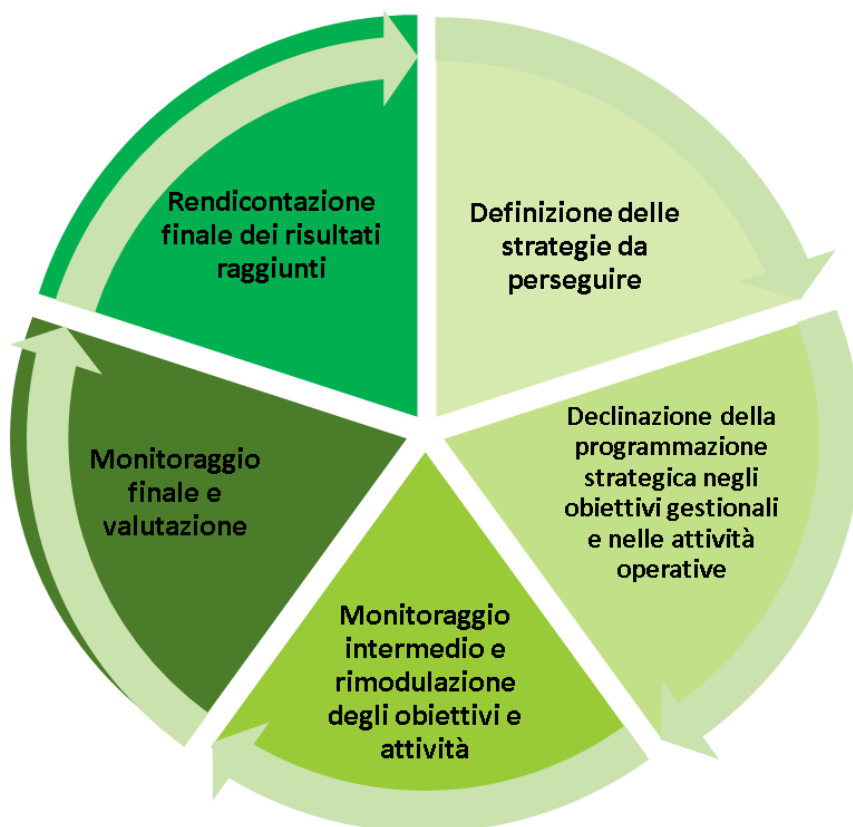 Definizione delle
strategie da
perseguire
Declinazione della
programmazione
strategica negli
obiettivi gestionali
e nelle attività
operative
Monitoraggio
intermedio e
rimodulazione
degli obiettivi e
attività
Monitoraggio
finale e
valutazione
Rendicontazione
finale dei risultati
raggiunti